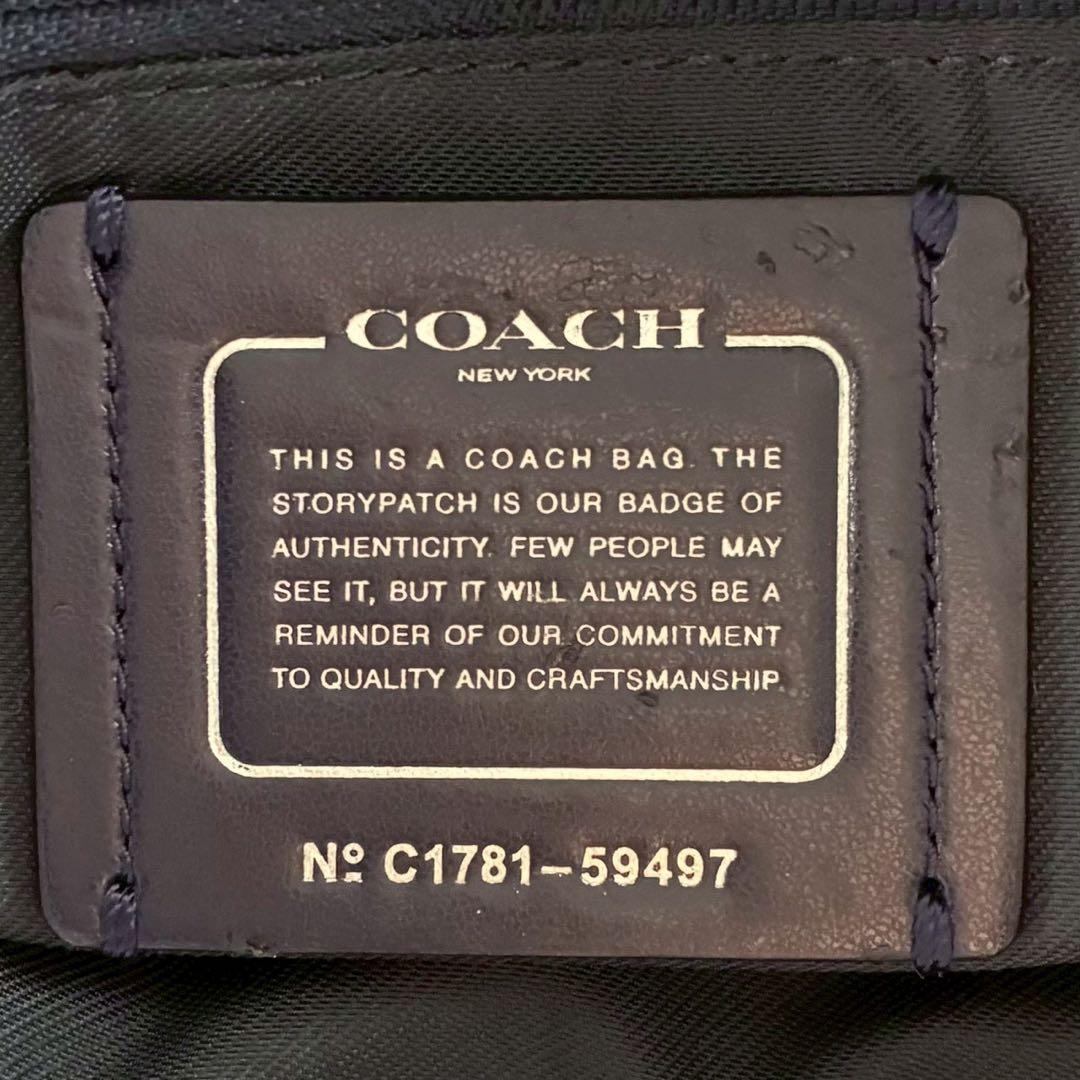 COACH
NEW YORK
THIS IS A COACH BAG. THE
STORYPATCH IS OUR BADGE OF
AUTHENTICITY. FEW PEOPLE MAY
SEE IT, BUT IT WILL ALWAYS BE A
REMINDER OF OUR COMMITMENT
TO QUALITY AND CRAFTSMANSHIP.
Nº C1781-59497